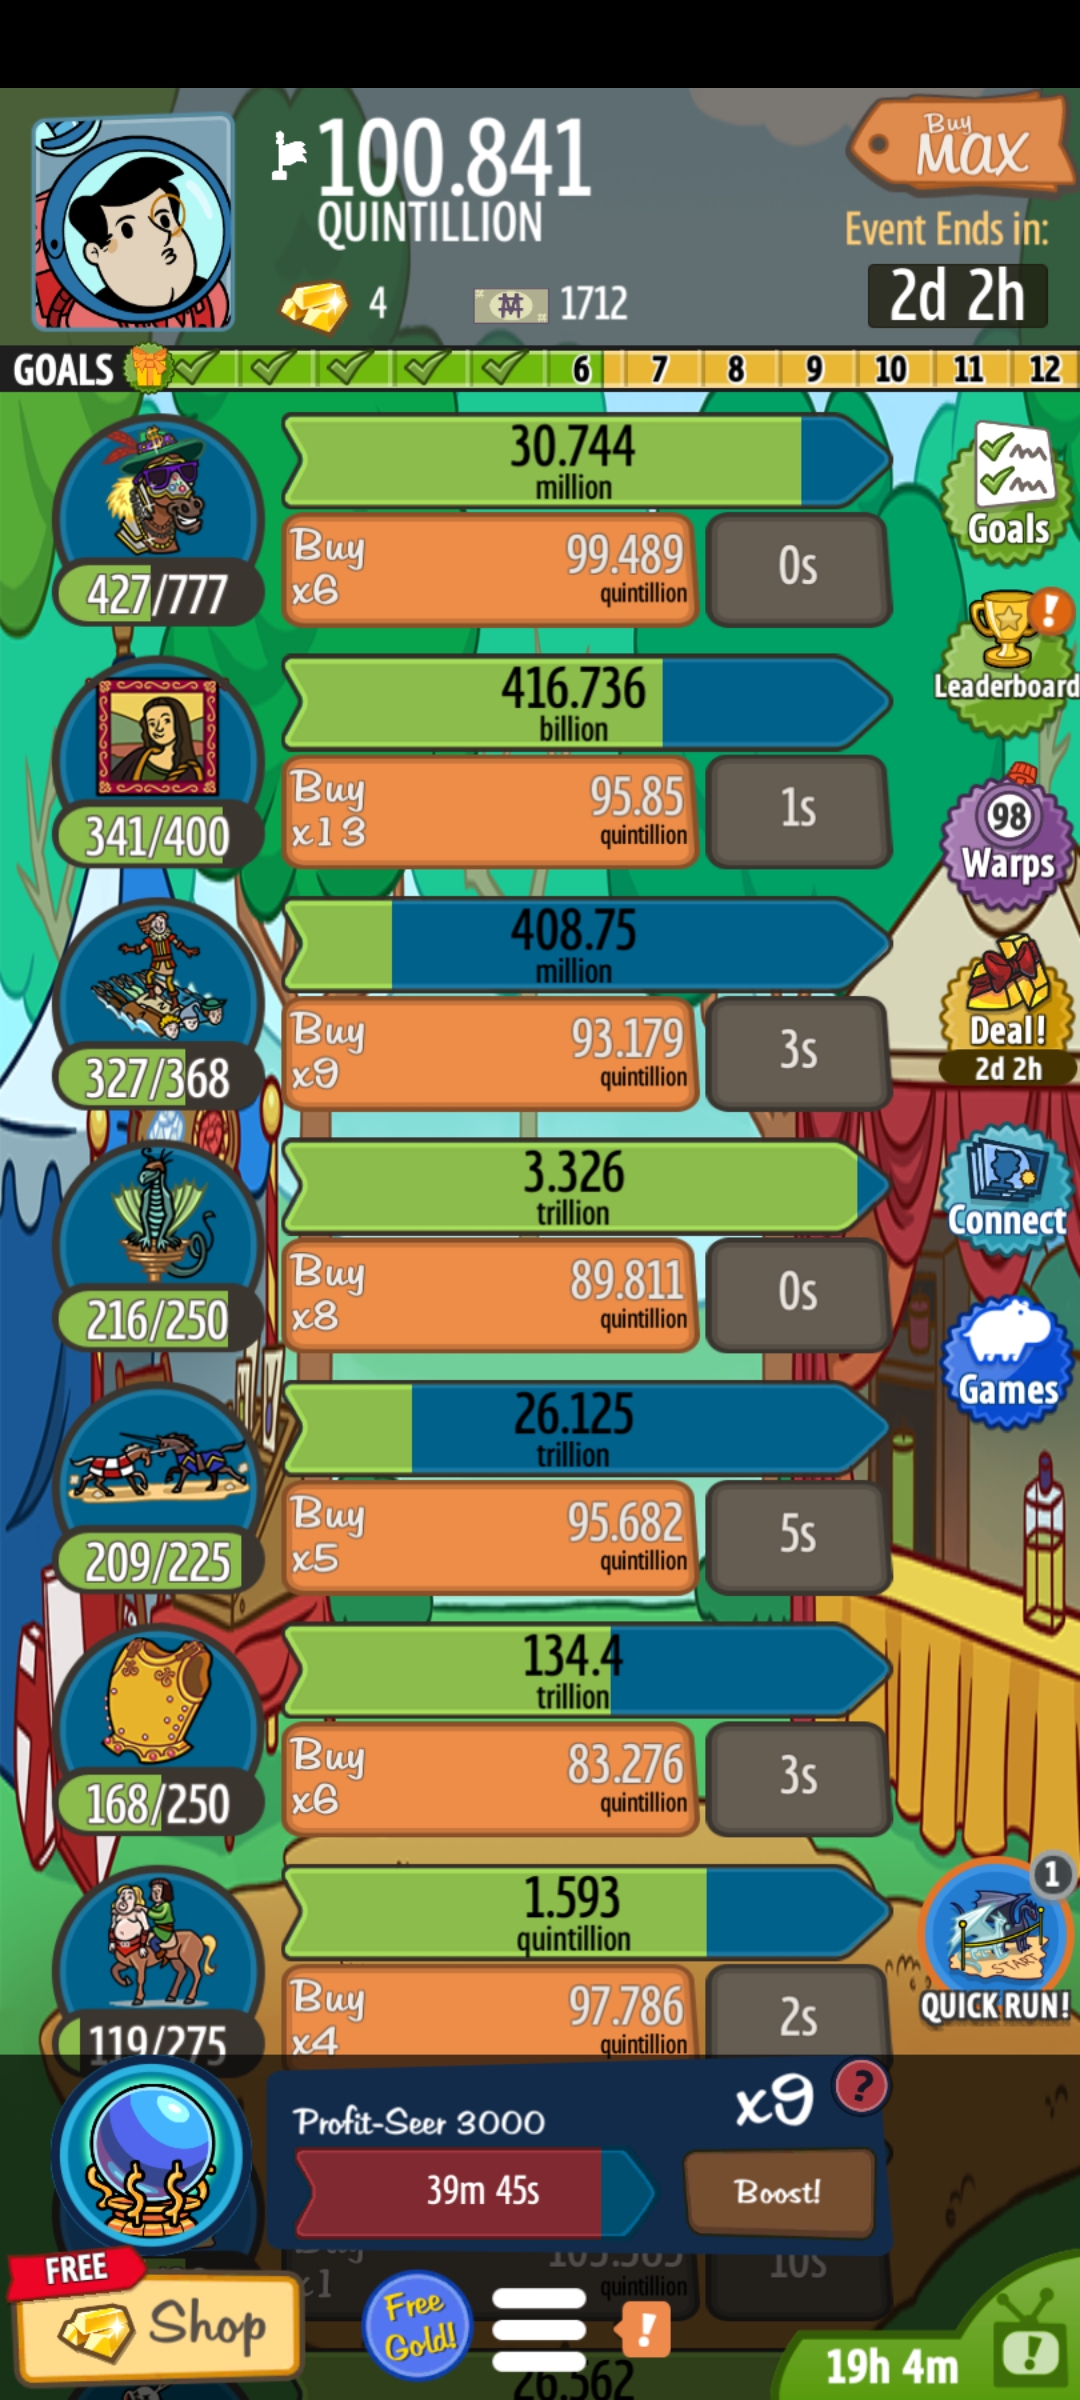 100.841
QUINTILLION
Buy
MAX
Event Ends in:
2d 2h
4
1712
GOALS 6 7 8 9 10 11 12
30.744
million
Buy
x6
99.489
quintillion
0s
427/777
Goals
416.736
billion
Buy
x13
95.85
quintillion
1s
341/400
Leaderboard
98
Warps
408.75
million
Buy
x9
93.179
quintillion
3s
327/368
Deal!
2d 2h
3.326
trillion
Buy
x8
89.811
quintillion
0s
216/250
Connect
26.125
trillion
Buy
x5
95.682
quintillion
5s
209/225
Games
134.4
trillion
Buy
x6
83.276
quintillion
3s
168/250
1.593
quintillion
Buy
x4
97.786
quintillion
2s
119/275
1
START
QUICK RUN!
Profit-Seer 3000
x9
?
39m 45s
Boost!
x1
quintillion
10s
FREE
Shop
Free
Gold!
!
19h 4m
!
26.562